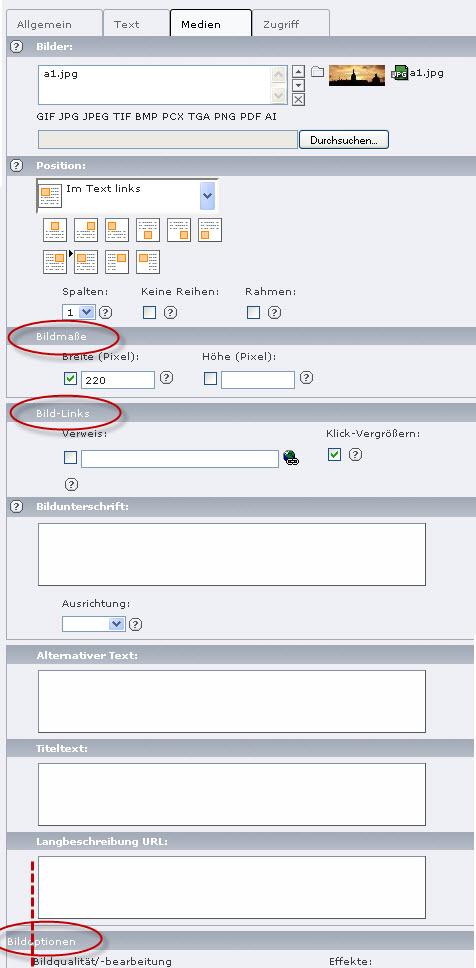 Allgemein Text Medien Zugriff
Bilder:
a1.jpg
JPG a1.jpg
GIF JPG JPEG TIF BMP PCX TGA PNG PDF AI
Durchsuchen...
Position:
Im Text links
Spalten: Keine Reihen: Rahmen:
1
Bildmaße
Breite (Pixel): Höhe (Pixel):
220
Bild-Links
Verweis: Klick-Vergrößern:
Bildunterschrift:
Ausrichtung:
Alternativer Text:
Titeltext:
Langbeschreibung URL:
Bildoptionen
Bildqualität/-bearbeitung Effekte: